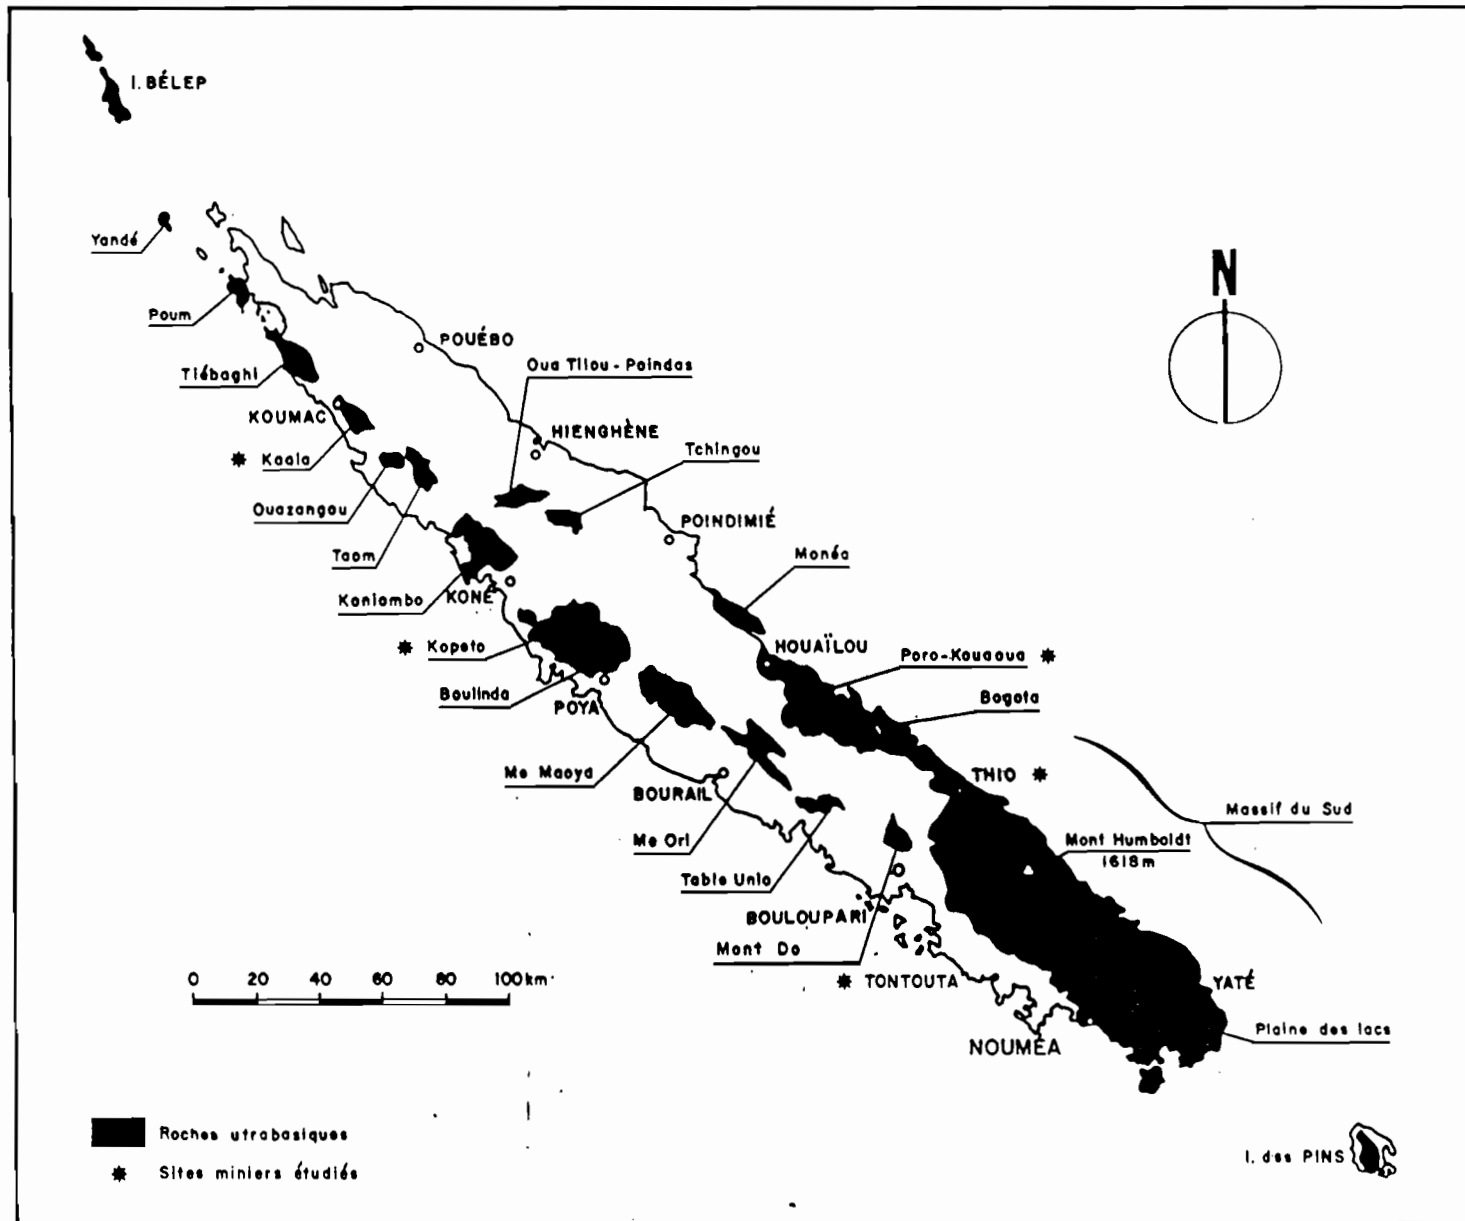 I. BÉLEP
N
Yandé
Poum
POUÉBO
Oua Tilou - Poindas
Tiébaghi
KOUMAC
HIENGHÈNE
Tchingou
Kaala
Ouazangou
POINDIMIÉ
Taom
Monéa
Koniambo
KONÉ
HOUAÏLOU
Kopeto
Poro-Kouaoua
Boulinda
Bogota
POYA
Me Maoya
THIO
BOURAIL
Massif du Sud
Me Ori
Mont Humboldt
1618 m
Table Unio
BOULOUPARI
Mont Do
0 20 40 60 80 100 km
TONTOUTA
YATÉ
Plaine des lacs
NOUMÉA
Roches utrabasiques
I. des PINS
Sites miniers étudiés